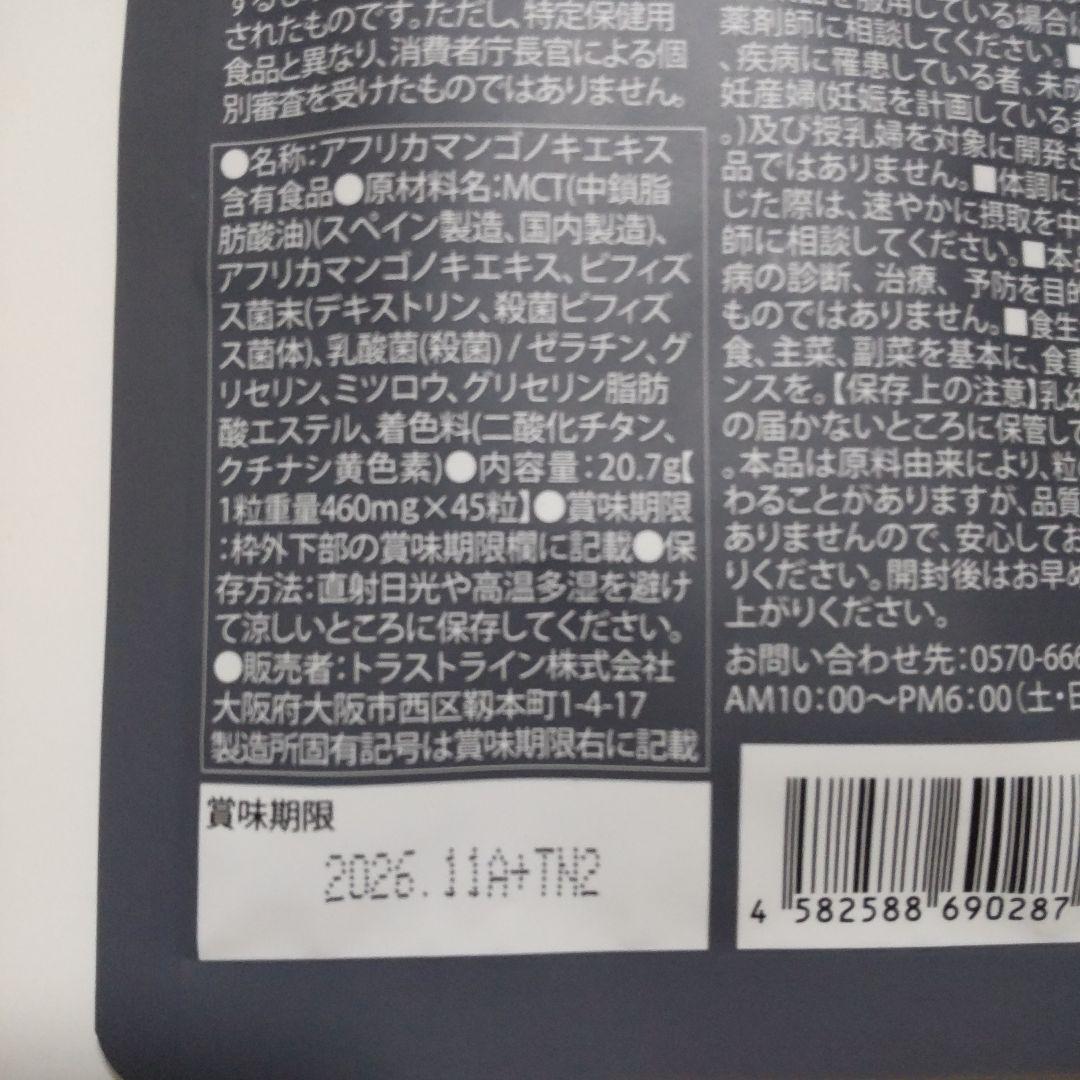 されたものです。ただし、特定保健用
食品と異なり、消費者庁長官による個
別審査を受けたものではありません。
●名称：アフリカマンゴノキエキス
含有食品●原材料名：MCT(中鎖脂
肪酸油)(スペイン製造、国内製造)、
アフリカマンゴノキエキス、ビフィズ
ス菌末(デキストリン、殺菌ビフィズ
ス菌体)、乳酸菌(殺菌) / ゼラチン、グ
リセリン、ミツロウ、グリセリン脂肪
酸エステル、着色料(二酸化チタン、
クチナシ黄色素)●内容量：20.7g【
1粒重量460mg×45粒】●賞味期限
：枠外下部の賞味期限欄に記載●保
存方法：直射日光や高温多湿を避け
て涼しいところに保存してください。
●販売者：トラストライン株式会社
大阪府大阪市西区靱本町1-4-17
製造所固有記号は賞味期限右に記載
賞味期限
2026.11A+TN2
を服用している場合
薬剤師に相談してください。■
、疾病に罹患している者、未成
妊産婦(妊娠を計画している者
。)及び授乳婦を対象に開発さ
品ではありません。■体調に
じた際は、速やかに摂取を中
師に相談してください。■本品
病の診断、治療、予防を目的
ものではありません。■食生
食、主菜、副菜を基本に、食事
ンスを。【保存上の注意】乳幼
の届かないところに保管して
。本品は原料由来により、粒
わることがありますが、品質
ありませんので、安心してお
りください。開封後はお早め
上がりください。
お問い合わせ先：0570-666
AM10：00〜PM6：00(土・日
4 582588 690287